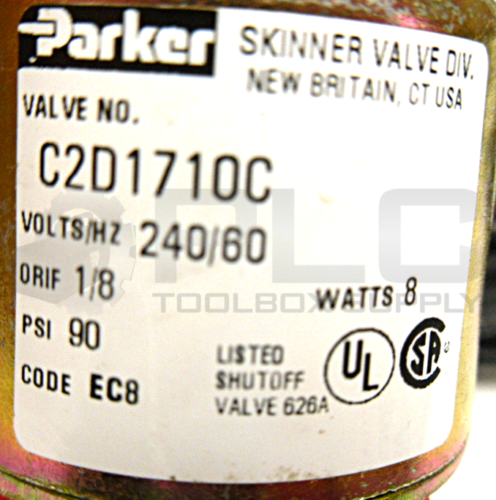 Parker
SKINNER VALVE DIV.
NEW BRITAIN, CT USA
VALVE NO.
C2D1710C
VOLTS/HZ 240/60
ORIF 1/8
WATTS 8
PSI 90
CODE EC8
LISTED
SHUTOFF
VALVE 626A
UL
SA
PLC
TOOLBOX SUPPLY